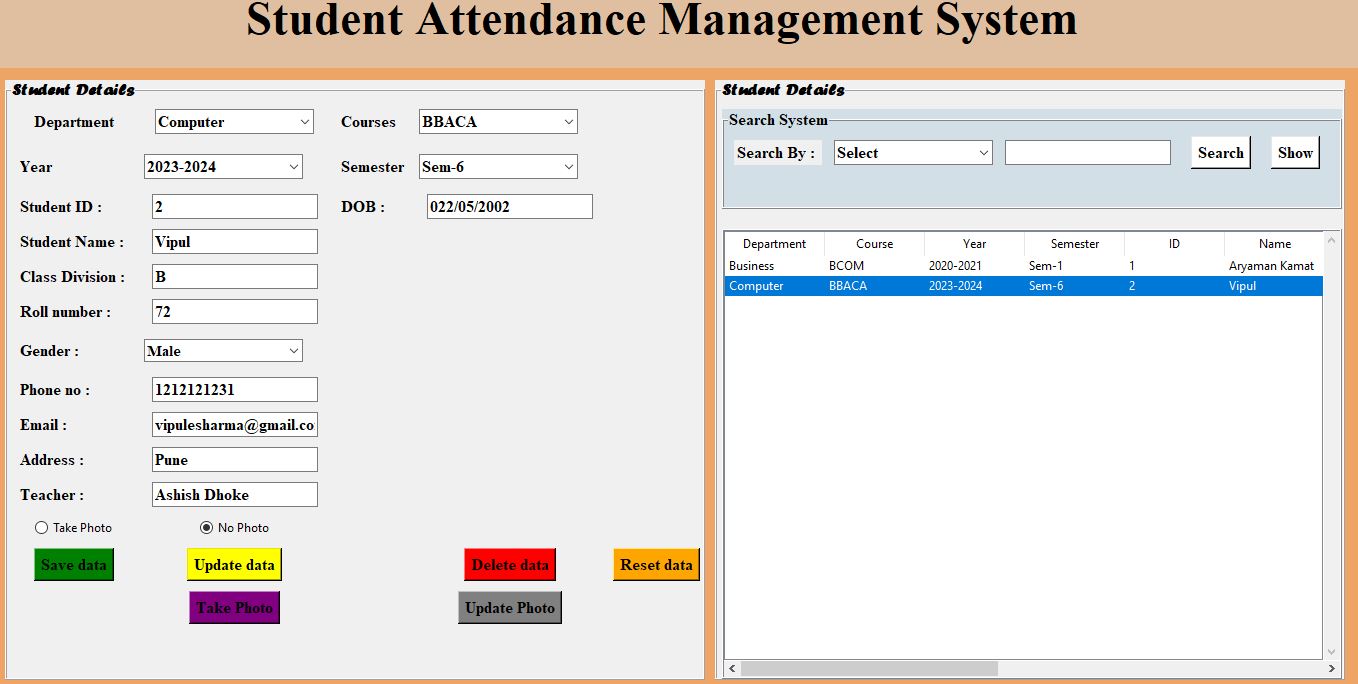 Student Attendance Management System
Student Details
Department Computer Courses BBACA
Year 2023-2024 Semester Sem-6
Student ID : 2 DOB : 022/05/2002
Student Name : Vipul
Class Division : B
Roll number : 72
Gender : Male
Phone no : 1212121231
Email : vipulesharma@gmail.co
Address : Pune
Teacher : Ashish Dhoke
Take Photo No Photo
Save data Update data Delete data Reset data
Take Photo Update Photo
Student Details
Search System
Search By : Select Search Show
Department Course Year Semester ID Name
Business BCOM 2020-2021 Sem-1 1 Aryaman Kamat
Computer BBACA 2023-2024 Sem-6 2 Vipul